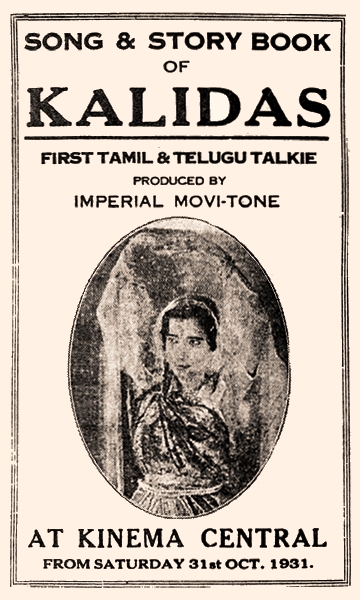 SONG & STORY BOOK
OF
KALIDAS
FIRST TAMIL & TELUGU TALKIE
PRODUCED BY
IMPERIAL MOVI-TONE
AT KINEMA CENTRAL
FROM SATURDAY 31st OCT. 1931.